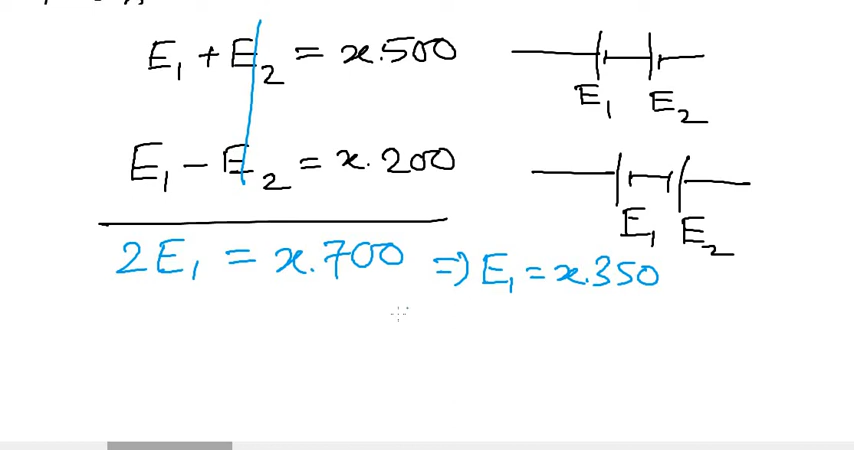 E₁ + E₂ = x.500
E₁ E₂
E₁ − E₂ = x.200
E₁ E₂
2E₁ = x.700 ⇒ E₁ = x.350